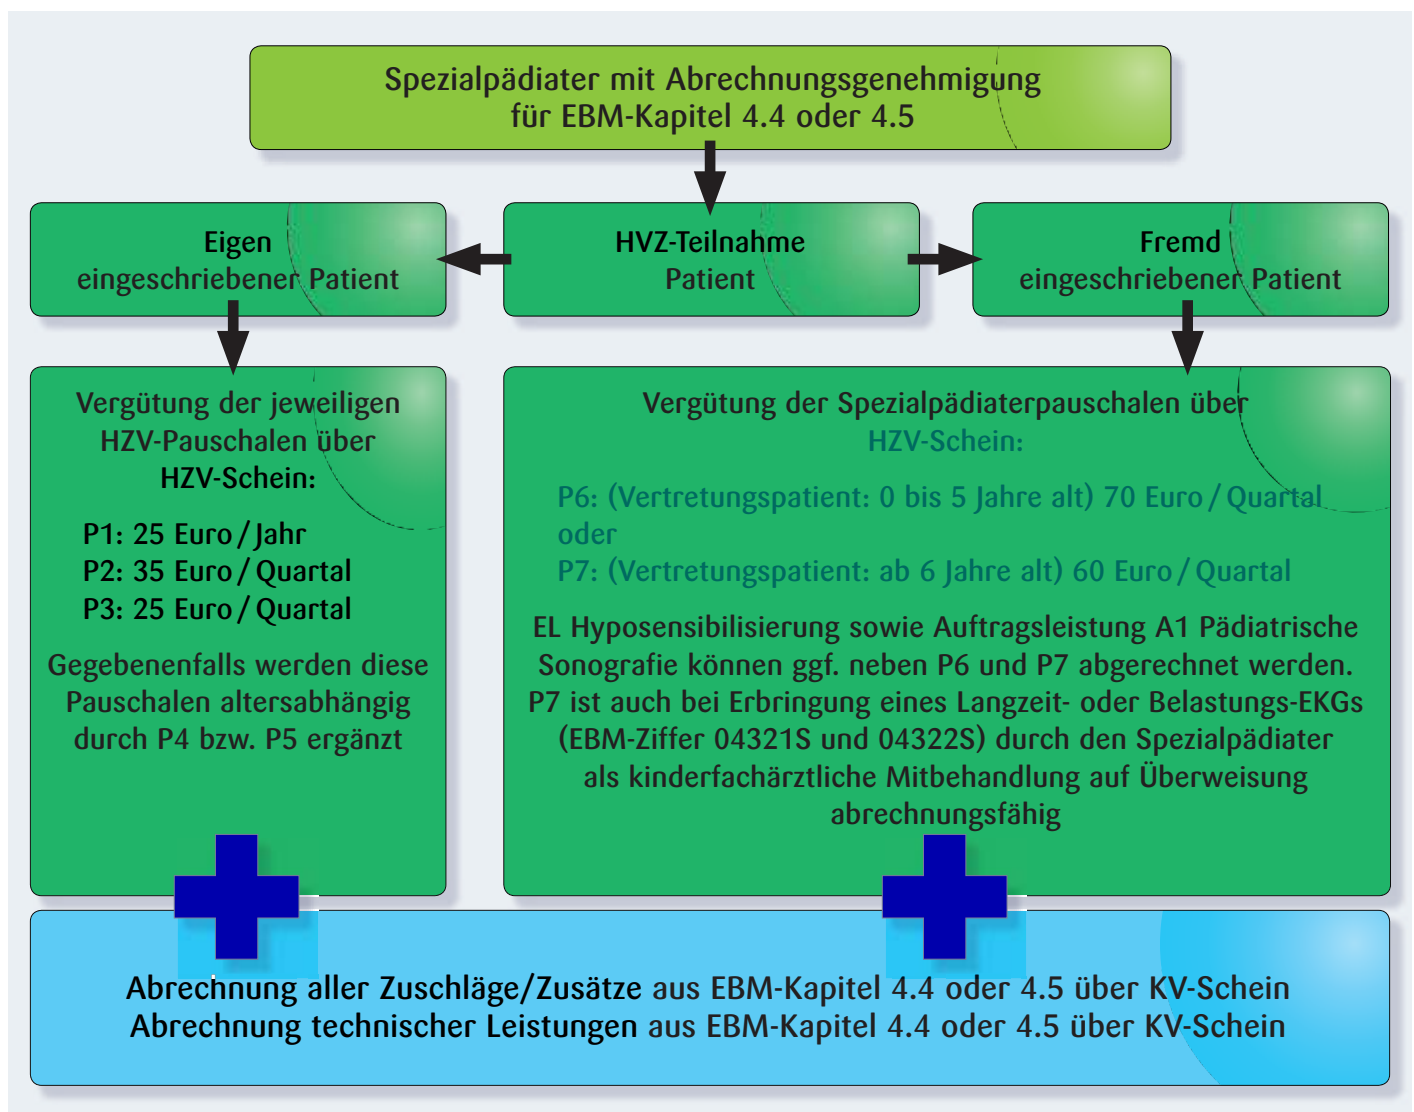 Spezialpädiater mit Abrechnungsgenehmigung
für EBM-Kapitel 4.4 oder 4.5
Eigen
eingeschriebener Patient
HVZ-Teilnahme
Patient
Fremd
eingeschriebener Patient
Vergütung der jeweiligen
HZV-Pauschalen über
HZV-Schein:
P1: 25 Euro / Jahr
P2: 35 Euro / Quartal
P3: 25 Euro / Quartal
Gegebenenfalls werden diese
Pauschalen altersabhängig
durch P4 bzw. P5 ergänzt
Vergütung der Spezialpädiaterpauschalen über
HZV-Schein:
P6: (Vertretungspatient: 0 bis 5 Jahre alt) 70 Euro / Quartal
oder
P7: (Vertretungspatient: ab 6 Jahre alt) 60 Euro / Quartal
EL Hyposensibilisierung sowie Auftragsleistung A1 Pädiatrische
Sonografie können ggf. neben P6 und P7 abgerechnet werden.
P7 ist auch bei Erbringung eines Langzeit- oder Belastungs-EKGs
(EBM-Ziffer 04321S und 04322S) durch den Spezialpädiater
als kinderfachärztliche Mitbehandlung auf Überweisung
abrechnungsfähig
Abrechnung aller Zuschläge/Zusätze aus EBM-Kapitel 4.4 oder 4.5 über KV-Schein
Abrechnung technischer Leistungen aus EBM-Kapitel 4.4 oder 4.5 über KV-Schein